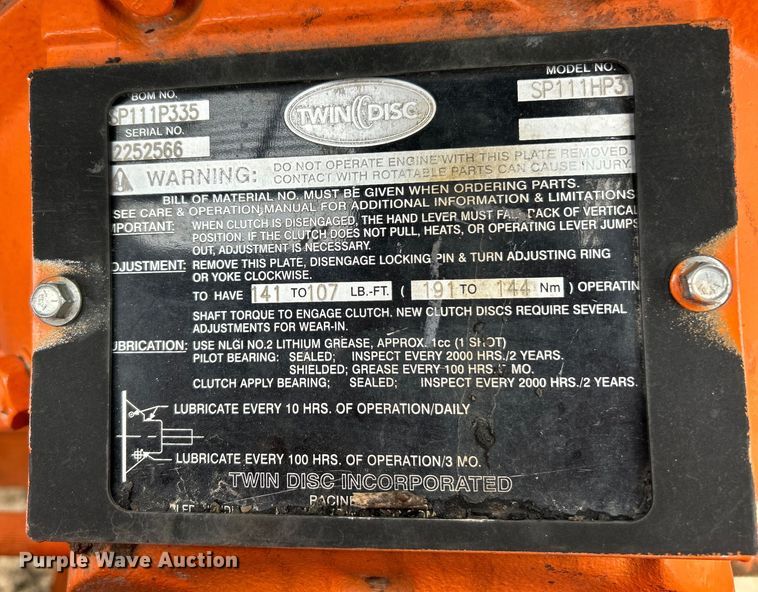 BOM NO.
SP111P335
SERIAL NO.
2252566
TWIN DISC
MODEL NO.
SP111HP3
WARNING: DO NOT OPERATE ENGINE WITH THIS PLATE REMOVED
CONTACT WITH ROTATABLE PARTS CAN CAUSE INJURY
BILL OF MATERIAL NO. MUST BE GIVEN WHEN ORDERING PARTS.
SEE CARE & OPERATION MANUAL FOR ADDITIONAL INFORMATION & LIMITATIONS
MPORTANT: WHEN CLUTCH IS DISENGAGED, THE HAND LEVER MUST FALL BACK OF VERTICAL
POSITION. IF THE CLUTCH DOES NOT PULL, HEATS, OR OPERATING LEVER JUMPS
OUT, ADJUSTMENT IS NECESSARY.
DJUSTMENT: REMOVE THIS PLATE, DISENGAGE LOCKING PIN & TURN ADJUSTING RING
OR YOKE CLOCKWISE.
TO HAVE 141 TO 107 LB.-FT. ( 191 TO 144 Nm ) OPERATIN
SHAFT TORQUE TO ENGAGE CLUTCH. NEW CLUTCH DISCS REQUIRE SEVERAL
ADJUSTMENTS FOR WEAR-IN.
UBRICATION: USE NLGI NO.2 LITHIUM GREASE, APPROX. 1cc (1 SHOT)
PILOT BEARING: SEALED; INSPECT EVERY 2000 HRS./2 YEARS.
SHIELDED; GREASE EVERY 100 HRS. MO.
CLUTCH APPLY BEARING; SEALED; INSPECT EVERY 2000 HRS./2 YEARS.
LUBRICATE EVERY 10 HRS. OF OPERATION/DAILY
LUBRICATE EVERY 100 HRS. OF OPERATION/3 MO.
TWIN DISC INCORPORATED
RACINE
Purple Wave Auction